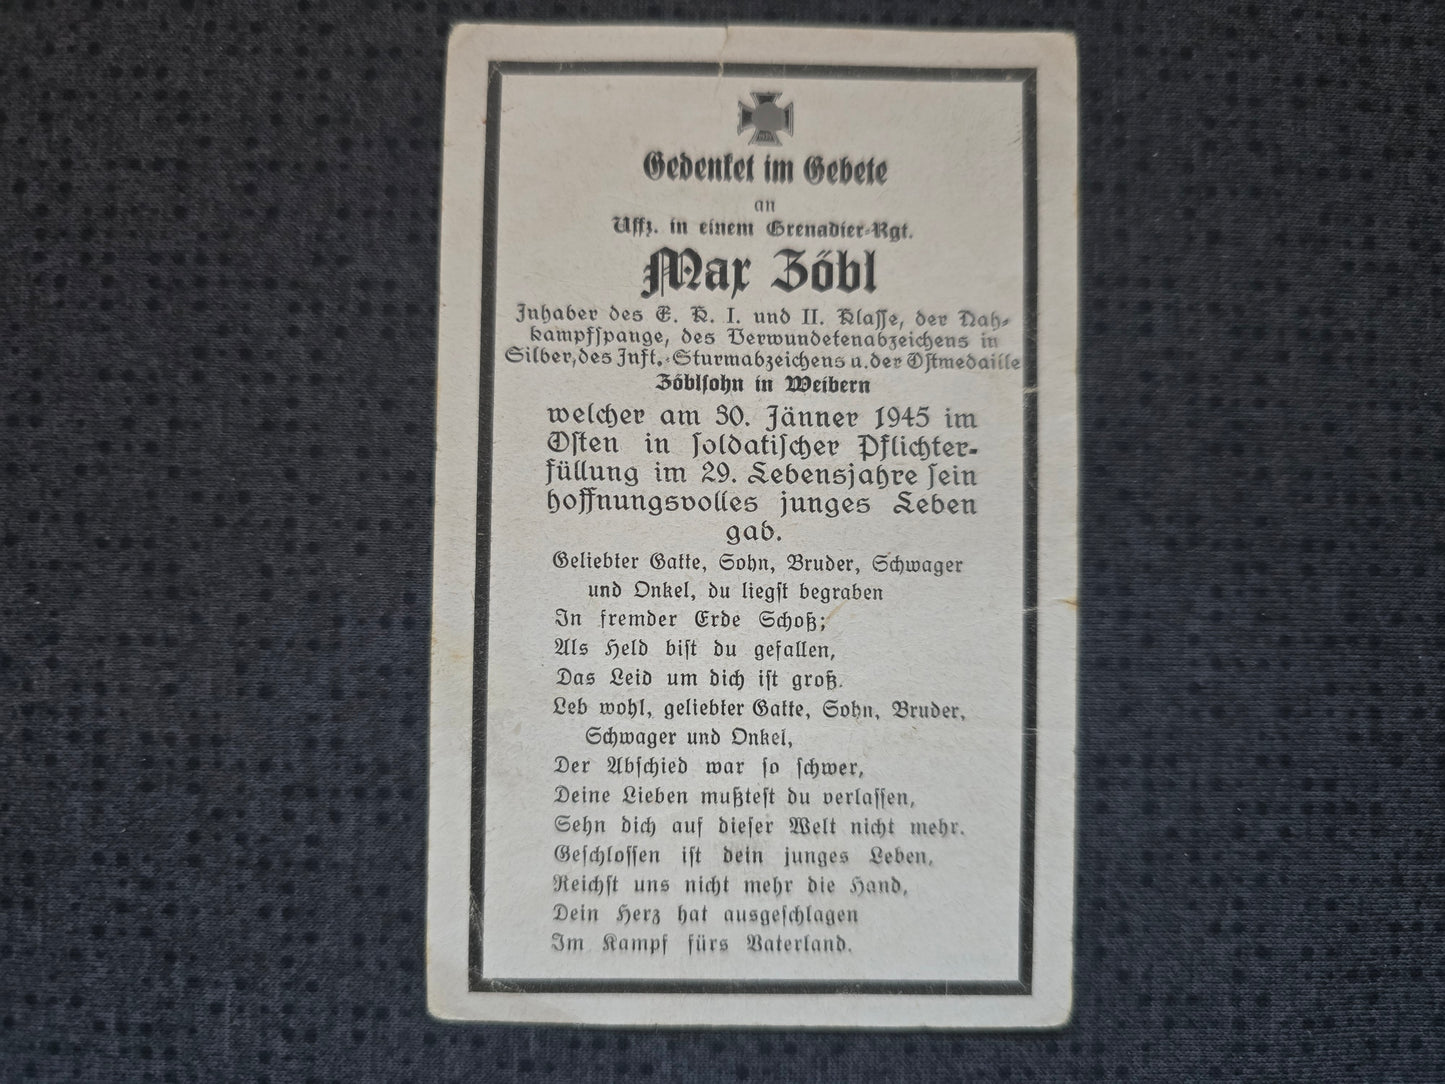 Gedenket im Gebete
an
Uffz. in einem Grenadier-Rgt.
Max Zöbl
Inhaber des E. K. I. und II. Klasse, der Nah-
kampfspange, des Verwundetenabzeichens in
Silber, des Inft.-Sturmabzeichens u. der Ostmedaille
Zöblsohn in Weibern
welcher am 30. Jänner 1945 im
Osten in soldatischer Pflichter-
füllung im 29. Lebensjahre sein
hoffnungsvolles junges Leben
gab.
Geliebter Gatte, Sohn, Bruder, Schwager
und Onkel, du liegst begraben
In fremder Erde Schoß;
Als Held bist du gefallen,
Das Leid um dich ist groß.
Leb wohl, geliebter Gatte, Sohn, Bruder,
Schwager und Onkel,
Der Abschied war so schwer,
Deine Lieben mußtest du verlassen,
Sehn dich auf dieser Welt nicht mehr.
Geschlossen ist dein junges Leben,
Reichst uns nicht mehr die Hand,
Dein Herz hat ausgeschlagen
Im Kampf fürs Vaterland.